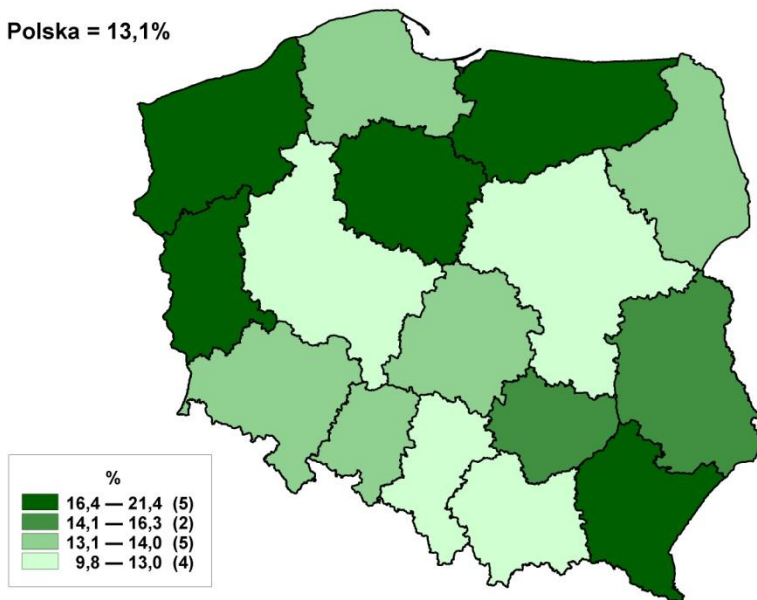 Polska = 13,1%
%
16,4 — 21,4 (5)
14,1 — 16,3 (2)
13,1 — 14,0 (5)
9,8 — 13,0 (4)